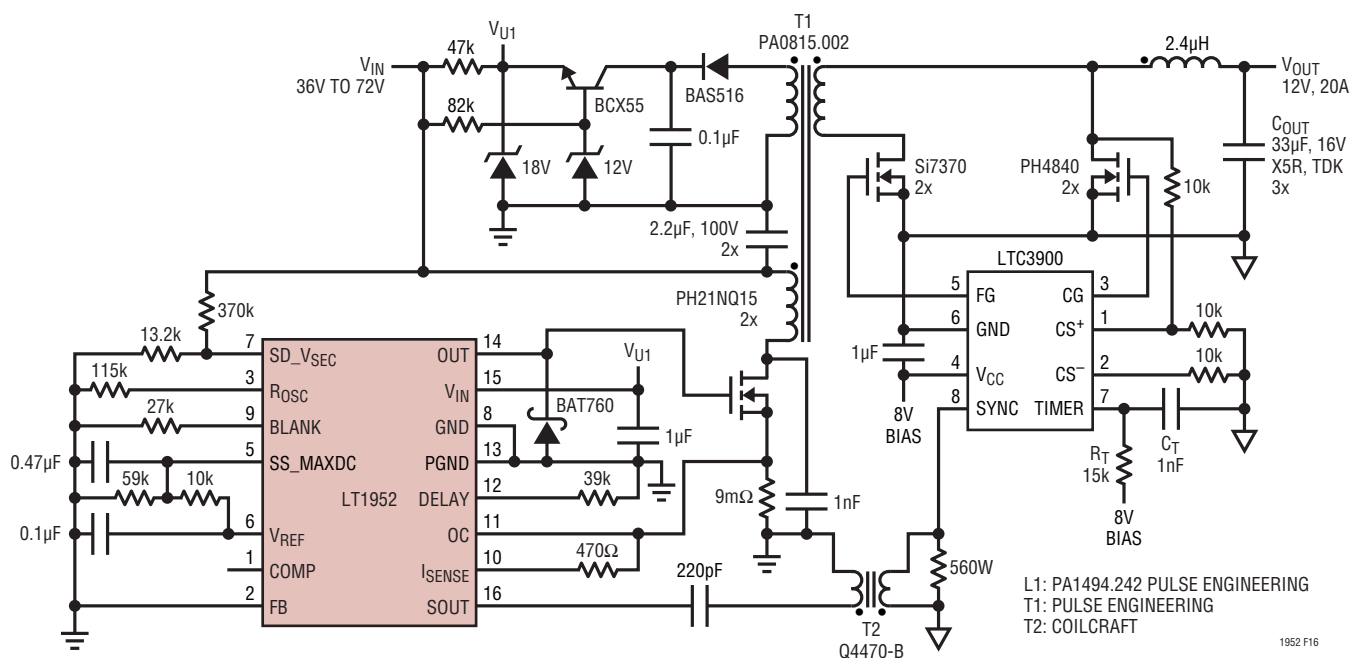 T1
PA0815.002
VU1
VIN
36V TO 72V
47k
82k
BCX55
BAS516
0.1µF
18V
12V
2.2µF, 100V
2x
2.4µH
VOUT
12V, 20A
COUT
33µF, 16V
X5R, TDK
3x
Si7370
2x
PH4840
2x
10k
LTC3900
5
FG
CG
3
6
GND
CS+
1
10k
4
VCC
CS–
2
10k
8
SYNC
TIMER
7
1µF
8V
BIAS
RT
15k
CT
1nF
8V
BIAS
370k
PH21NQ15
2x
13.2k
7
SD_VSEC
OUT
14
115k
3
ROSC
VIN
15
27k
9
BLANK
GND
8
0.47µF
5
SS_MAXDC
PGND
13
59k
10k
LT1952
DELAY
12
39k
0.1µF
6
VREF
OC
11
1
COMP
ISENSE
10
470Ω
2
FB
SOUT
16
VU1
BAT760
1µF
9mΩ
1nF
220pF
560W
T2
Q4470-B
L1: PA1494.242 PULSE ENGINEERING
T1: PULSE ENGINEERING
T2: COILCRAFT
1952 F16